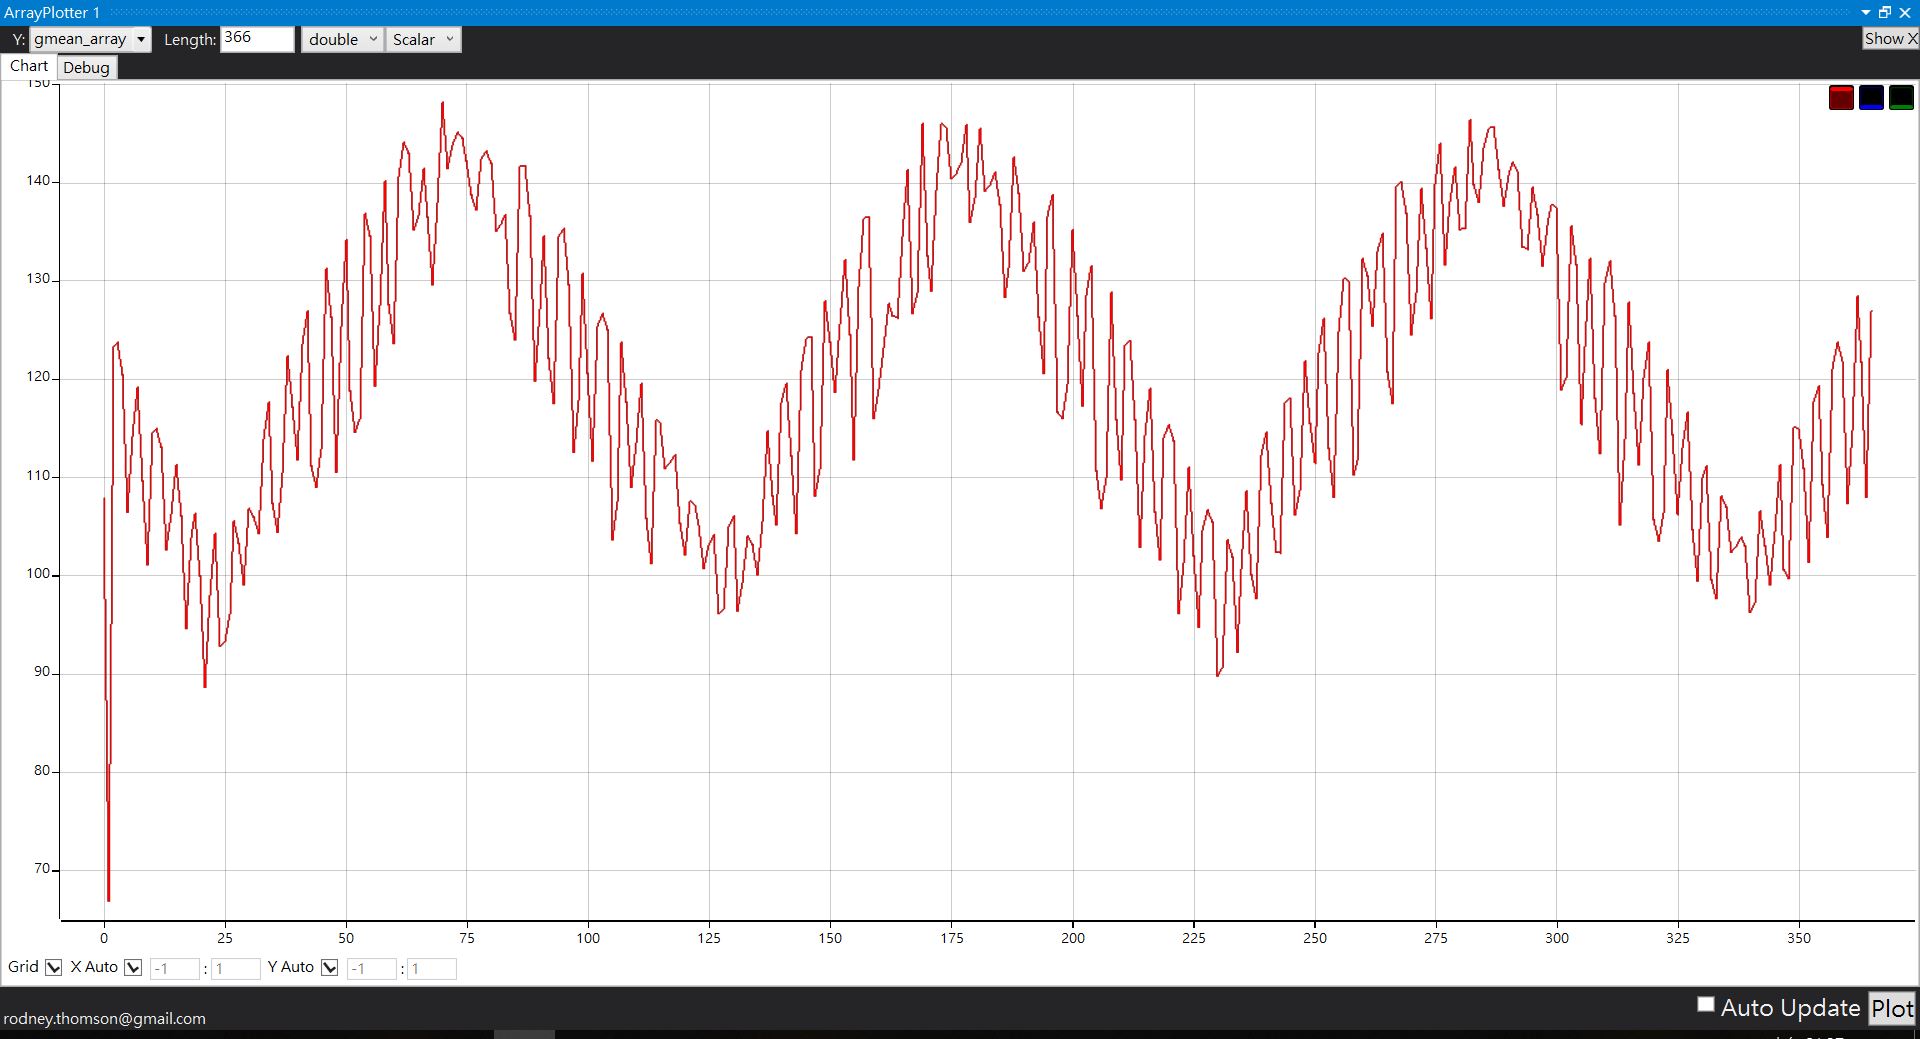 ArrayPlotter 1
Y: gmean_array Length: 366 double Scalar Show X
Chart Debug
150
140
130
120
110
100
90
80
70
0 25 50 75 100 125 150 175 200 225 250 275 300 325 350
Grid X Auto -1 : 1 Y Auto -1 : 1
Auto Update Plot
rodney.thomson@gmail.com